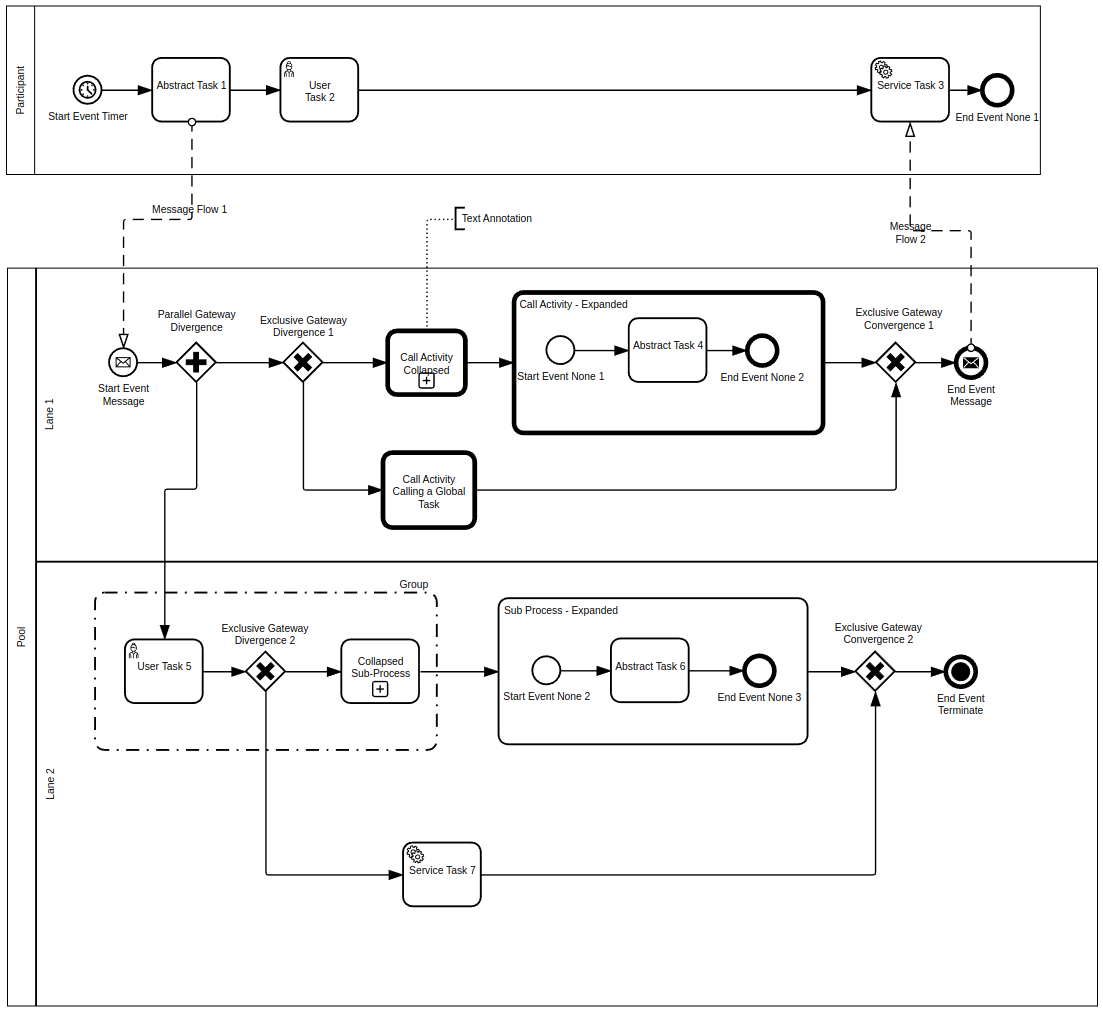 Participant
Start Event Timer
Abstract Task 1
User
Task 2
Service Task 3
End Event None 1
Message Flow 1
Text Annotation
Message
Flow 2
Pool
Lane 1
Start Event
Message
Parallel Gateway
Divergence
Exclusive Gateway
Divergence 1
Call Activity
Collapsed
Call Activity - Expanded
Start Event None 1
Abstract Task 4
End Event None 2
Exclusive Gateway
Convergence 1
End Event
Message
Call Activity
Calling a Global
Task
Lane 2
Group
User Task 5
Exclusive Gateway
Divergence 2
Collapsed
Sub-Process
Sub Process - Expanded
Start Event None 2
Abstract Task 6
End Event None 3
Exclusive Gateway
Convergence 2
End Event
Terminate
Service Task 7